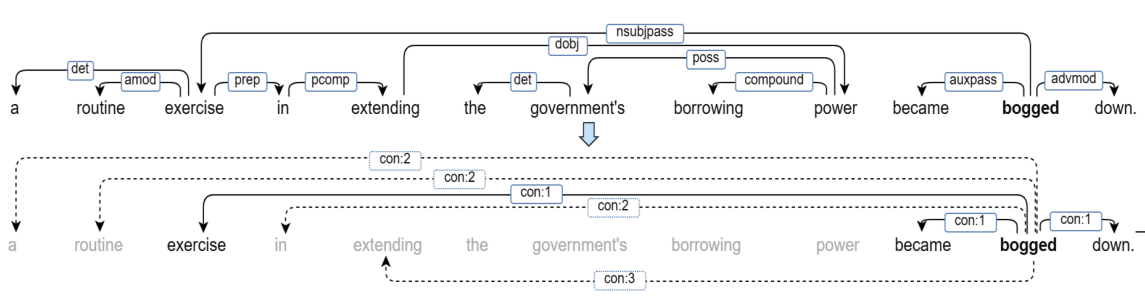 nsubjpass
dobj
poss
det
amod prep pcomp det compound auxpass advmod
a routine exercise in extending the government's borrowing power became bogged down.
con:2
con:2
con:1
con:2
con:1 con:1
a routine exercise in extending the government's borrowing power became bogged down.
con:3